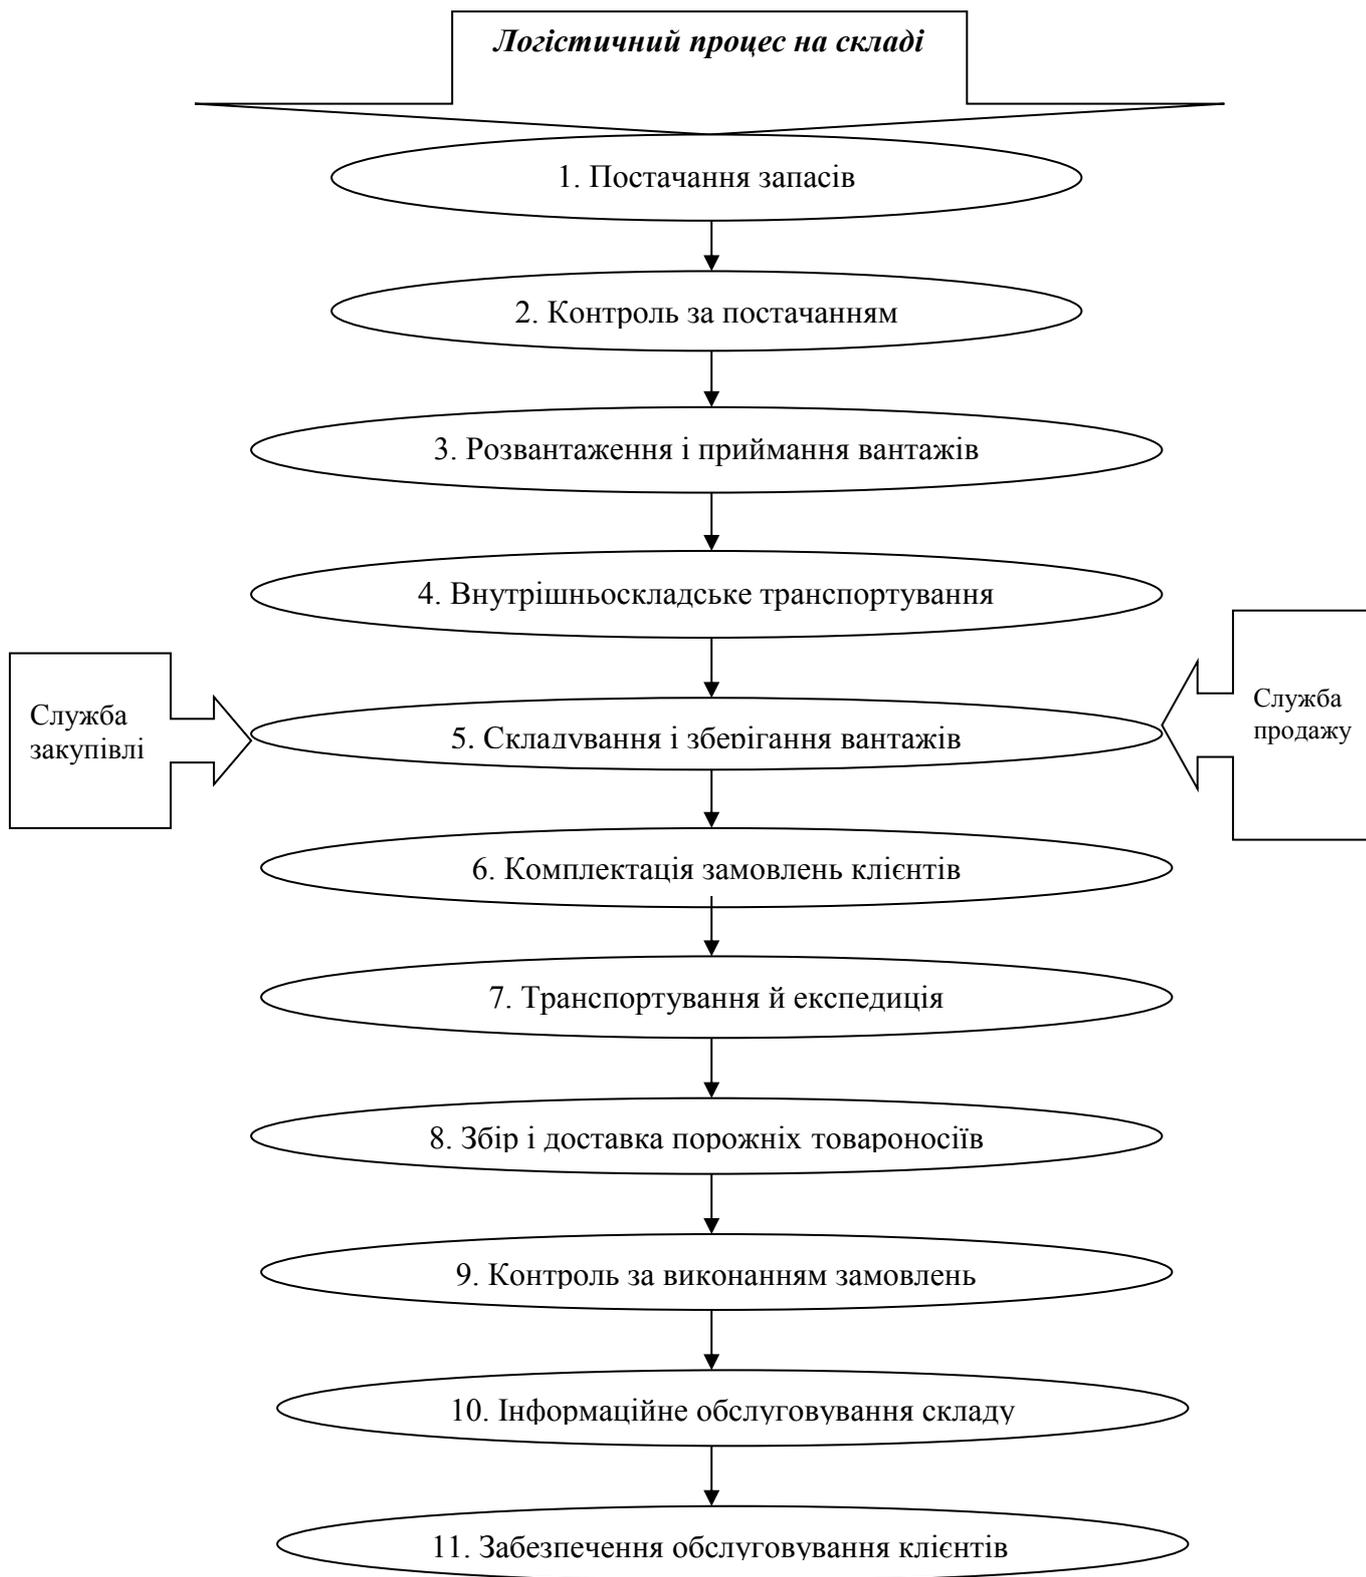 Логістичний процес на складі
1. Постачання запасів
2. Контроль за постачанням
3. Розвантаження і приймання вантажів
4. Внутрішньоскладське транспортування
Служба
закупівлі
5. Складування і зберігання вантажів
Служба
продажу
6. Комплектація замовлень клієнтів
7. Транспортування й експедиція
8. Збір і доставка порожніх товароносіїв
9. Контроль за виконанням замовлень
10. Інформаційне обслуговування складу
11. Забезпечення обслуговування клієнтів